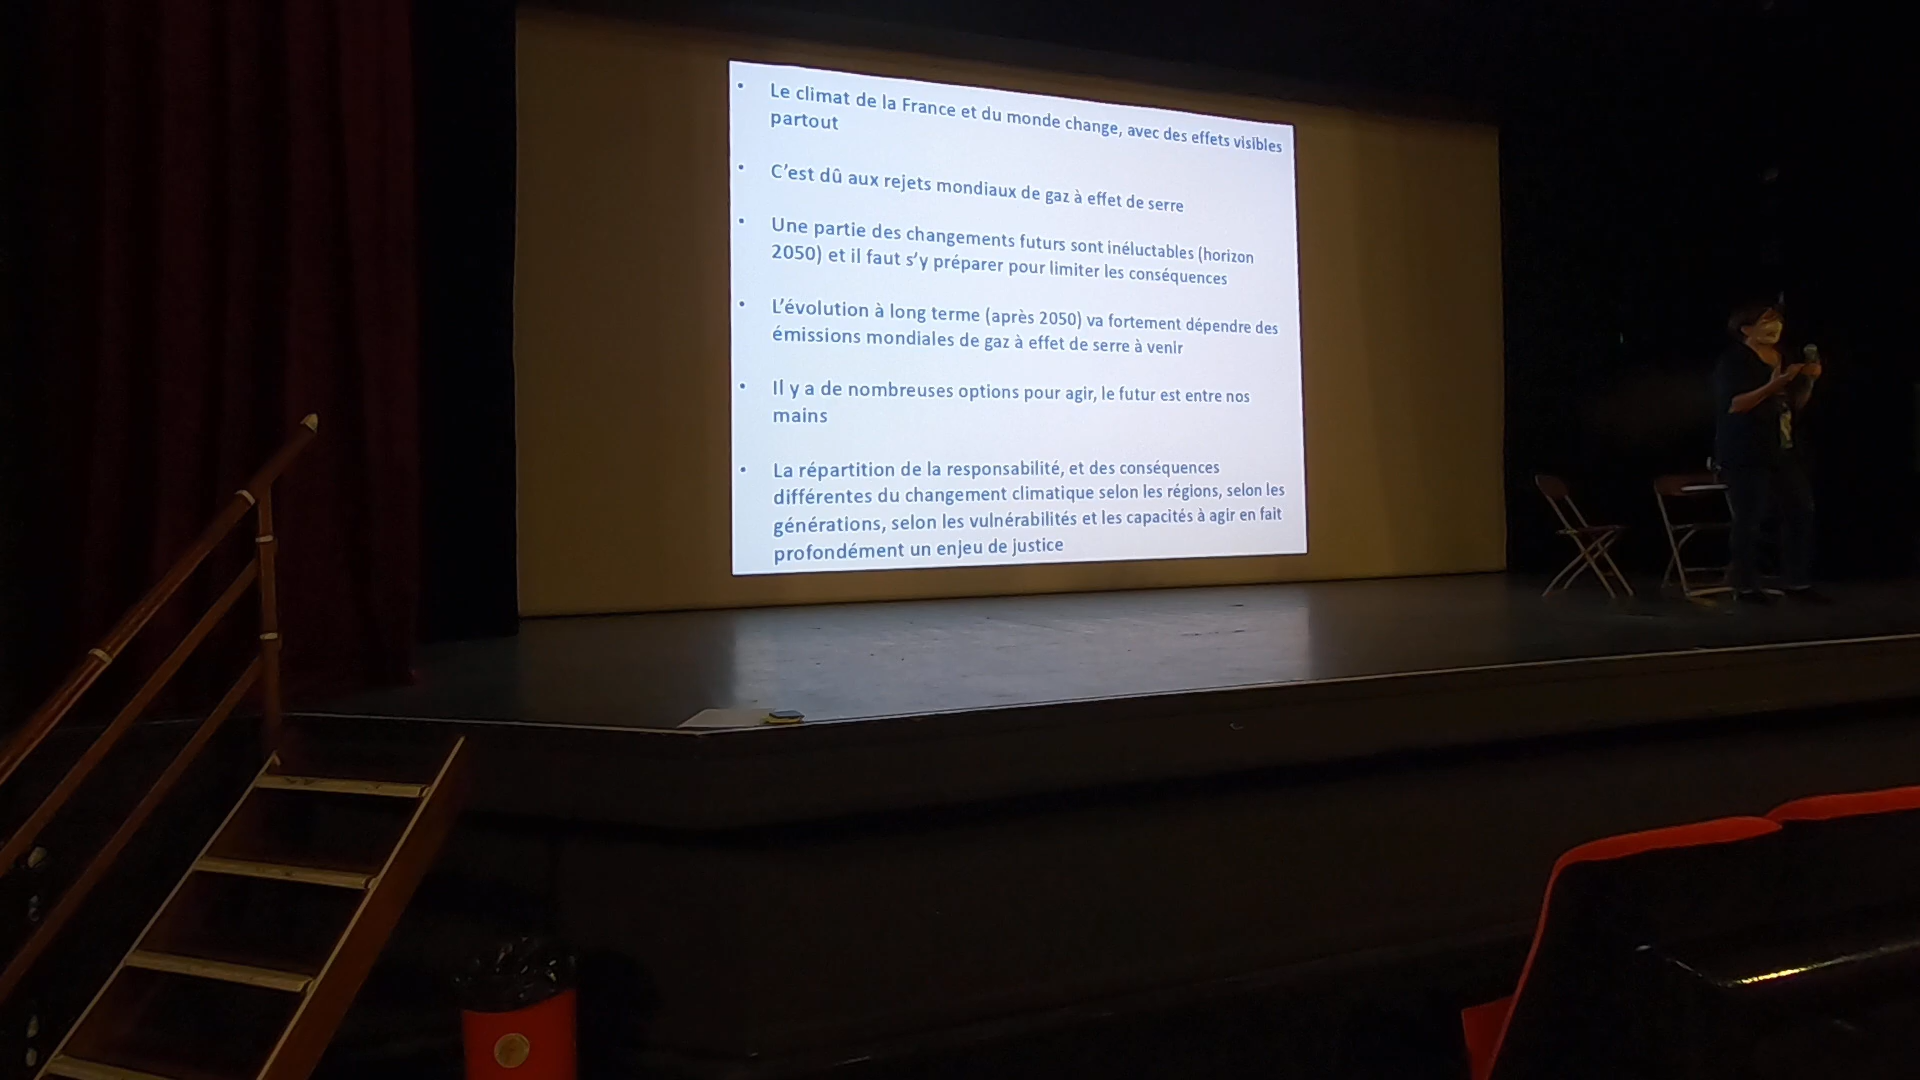 • Le climat de la France et du monde change, avec des effets visibles
partout
• C'est dû aux rejets mondiaux de gaz à effet de serre
• Une partie des changements futurs sont inéluctables (horizon
2050) et il faut s'y préparer pour limiter les conséquences
• L'évolution à long terme (après 2050) va fortement dépendre des
émissions mondiales de gaz à effet de serre à venir
• Il y a de nombreuses options pour agir, le futur est entre nos
mains
• La répartition de la responsabilité, et des conséquences
différentes du changement climatique selon les régions, selon les
générations, selon les vulnérabilités et les capacités à agir en fait
profondément un enjeu de justice